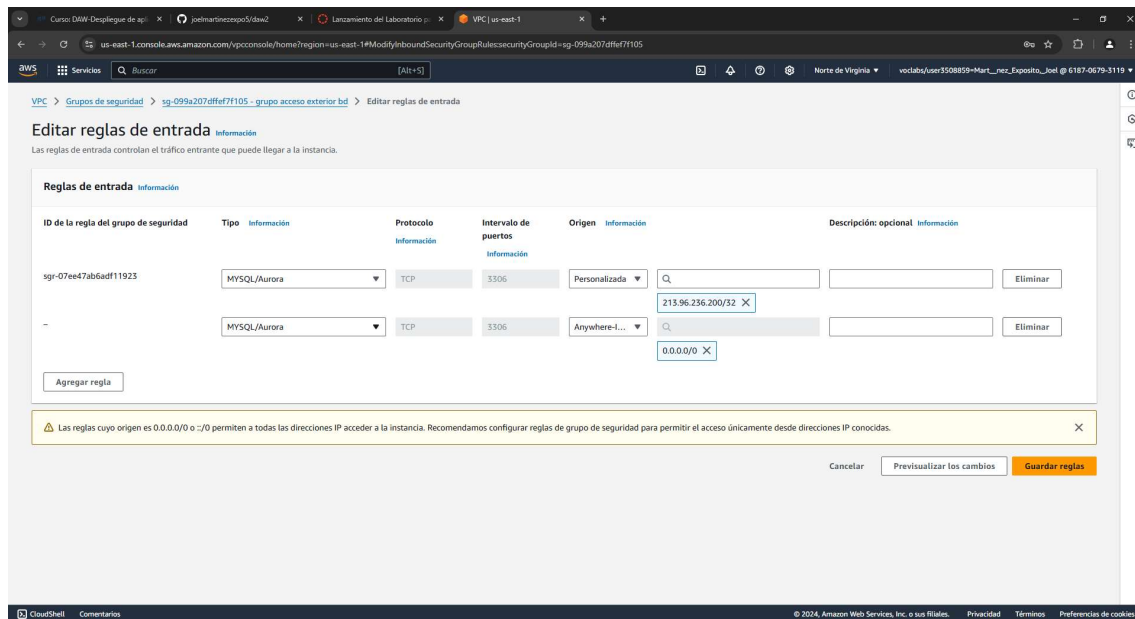 Curso: DAW-Despliegue de apl
joelmartinezexpo5/daw2
Lanzamiento del Laboratorio p
VPC | us-east-1
us-east-1.console.aws.amazon.com/vpcconsole/home?region=us-east-1#ModifyInboundSecurityGroupRules:securityGroupId=sg-099a207dffef7f105
aws Servicios Buscar [Alt+S] Norte de Virginia voclabs/user3508859=Mart__nez_Exposito,_Joel @ 6187-0679-3119
VPC > Grupos de seguridad > sg-099a207dffef7f105 - grupo acceso exterior bd > Editar reglas de entrada
Editar reglas de entrada Información
Las reglas de entrada controlan el tráfico entrante que puede llegar a la instancia.
Reglas de entrada Información
ID de la regla del grupo de seguridad Tipo Información Protocolo Intervalo de Origen Información Descripción: opcional Información
Información puertos
Información
sgr-07ee47ab6adf11923 MYSQL/Aurora TCP 3306 Personalizada Eliminar
213.96.236.200/32
– MYSQL/Aurora TCP 3306 Anywhere-I... Eliminar
0.0.0.0/0
Agregar regla
Las reglas cuyo origen es 0.0.0.0/0 o ::/0 permiten a todas las direcciones IP acceder a la instancia. Recomendamos configurar reglas de grupo de seguridad para permitir el acceso únicamente desde direcciones IP conocidas.
Cancelar Previsualizar los cambios Guardar reglas
CloudShell Comentarios © 2024, Amazon Web Services, Inc. o sus filiales. Privacidad Términos Preferencias de cookies